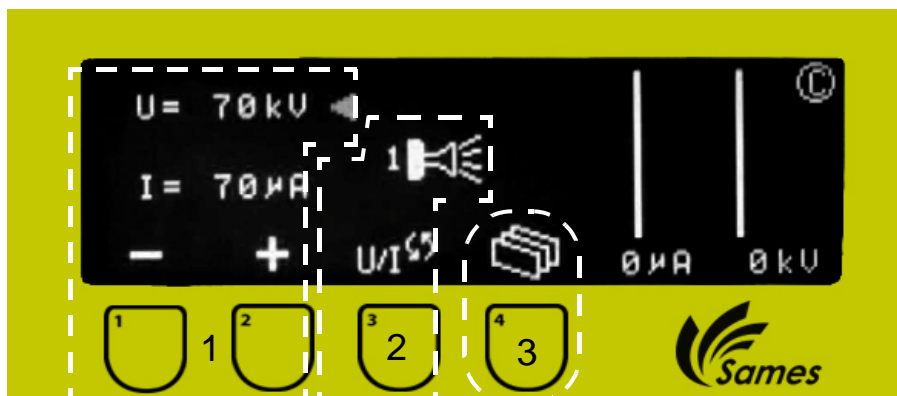 U= 70kV
©
1
I= 70µA
− + U/I
0µA 0kV
1 2 3 4
1 2 3
Sames